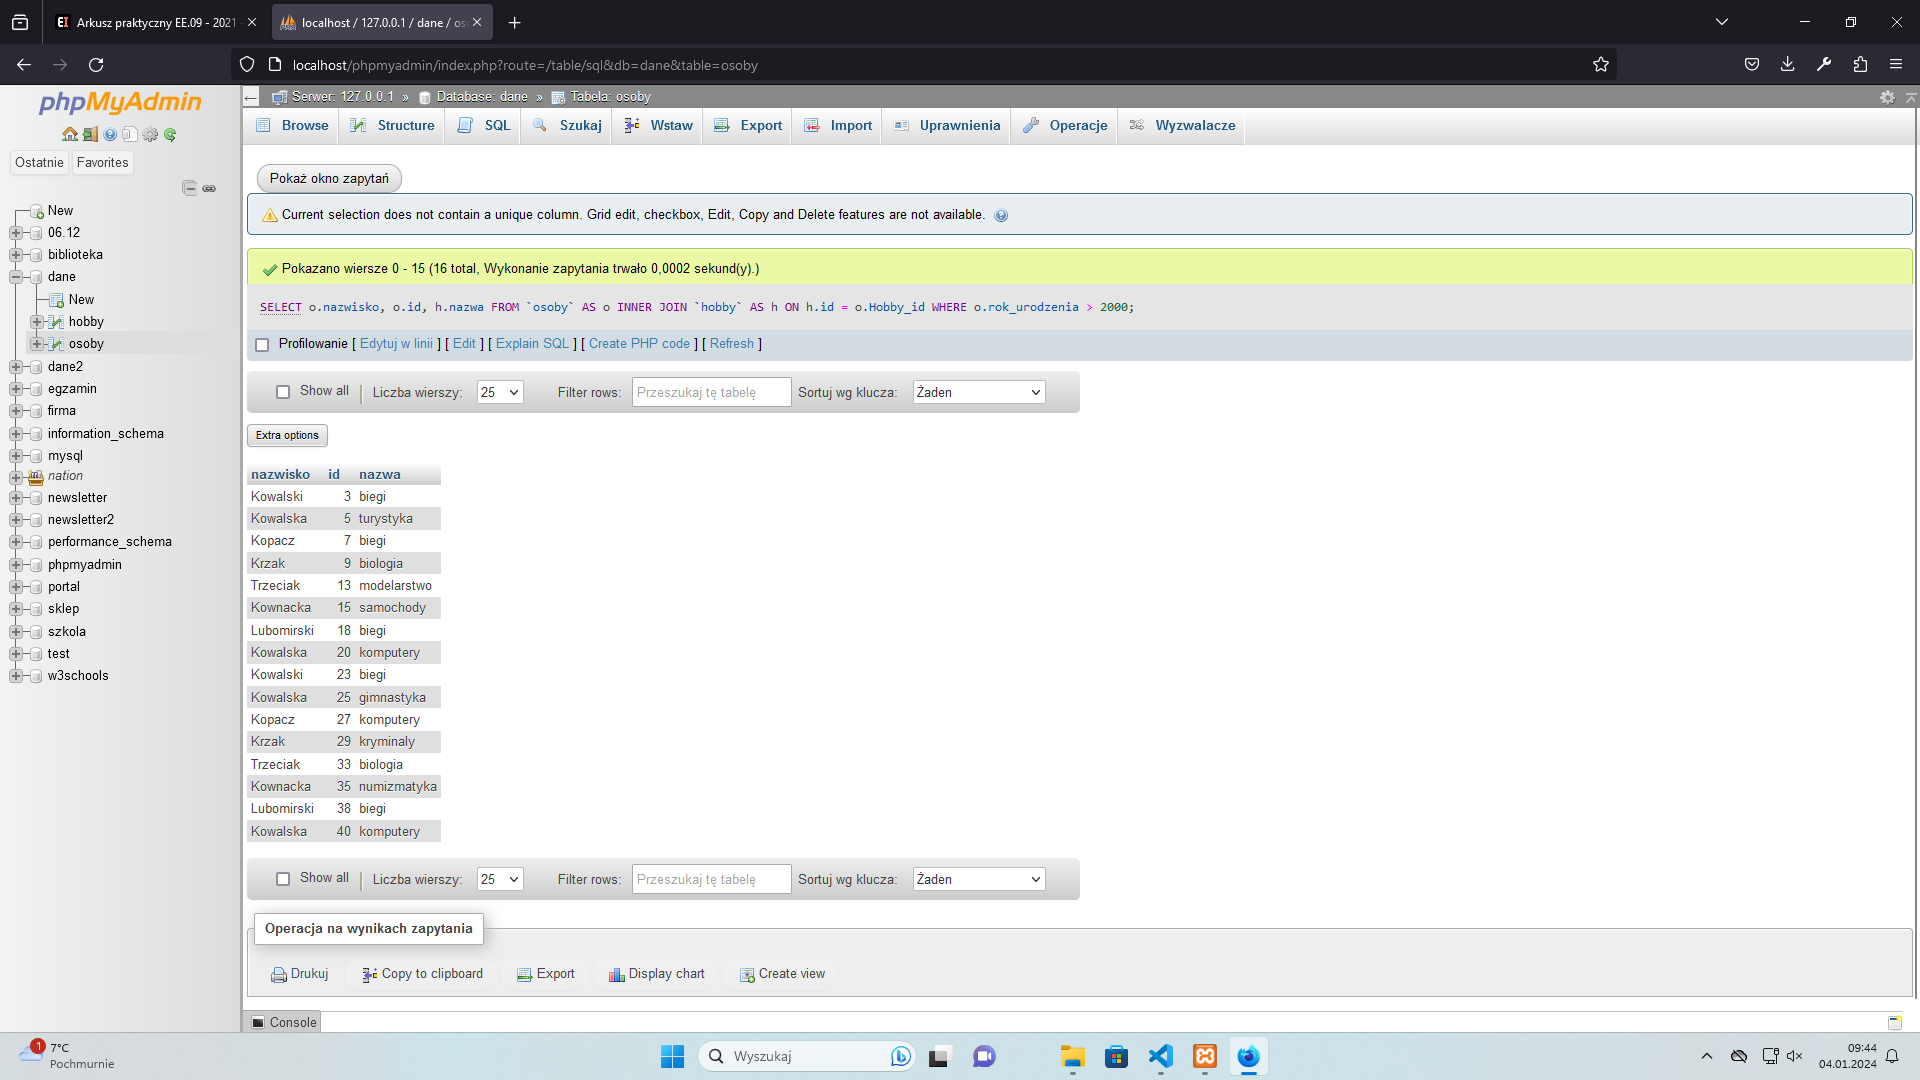 Arkusz praktyczny EE.09 - 2021
localhost / 127.0.0.1 / dane / os
localhost/phpmyadmin/index.php?route=/table/sql&db=dane&table=osoby
phpMyAdmin
Ostatnie Favorites
New
06.12
biblioteka
dane
New
hobby
osoby
dane2
egzamin
firma
information_schema
mysql
nation
newsletter
newsletter2
performance_schema
phpmyadmin
portal
sklep
szkola
test
w3schools
Serwer: 127.0.0.1 » Database: dane » Tabela: osoby
Browse Structure SQL Szukaj Wstaw Export Import Uprawnienia Operacje Wyzwalacze
Pokaż okno zapytań
Current selection does not contain a unique column. Grid edit, checkbox, Edit, Copy and Delete features are not available.
Pokazano wiersze 0 - 15 (16 total, Wykonanie zapytania trwało 0,0002 sekund(y).)
SELECT o.nazwisko, o.id, h.nazwa FROM `osoby` AS o INNER JOIN `hobby` AS h ON h.id = o.Hobby_id WHERE o.rok_urodzenia > 2000;
Profilowanie [ Edytuj w linii ] [ Edit ] [ Explain SQL ] [ Create PHP code ] [ Refresh ]
Show all Liczba wierszy: 25 Filter rows: Przeszukaj tę tabelę Sortuj wg klucza: Żaden
Extra options
nazwisko id nazwa
Kowalski 3 biegi
Kowalska 5 turystyka
Kopacz 7 biegi
Krzak 9 biologia
Trzeciak 13 modelarstwo
Kownacka 15 samochody
Lubomirski 18 biegi
Kowalska 20 komputery
Kowalski 23 biegi
Kowalska 25 gimnastyka
Kopacz 27 komputery
Krzak 29 kryminaly
Trzeciak 33 biologia
Kownacka 35 numizmatyka
Lubomirski 38 biegi
Kowalska 40 komputery
Show all Liczba wierszy: 25 Filter rows: Przeszukaj tę tabelę Sortuj wg klucza: Żaden
Operacja na wynikach zapytania
Drukuj Copy to clipboard Export Display chart Create view
Console
1
7°C
Pochmurnie
Wyszukaj
09:44
04.01.2024